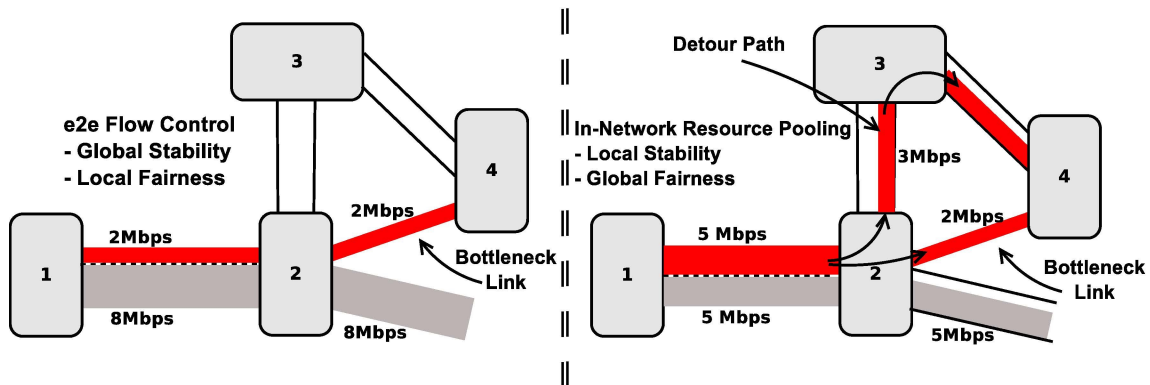 3
e2e Flow Control
- Global Stability
- Local Fairness
4
2Mbps
2Mbps
1
2
Bottleneck
Link
8Mbps
8Mbps
Detour Path
3
In-Network Resource Pooling
- Local Stability
- Global Fairness
3Mbps
4
2Mbps
5 Mbps
1
2
Bottleneck
Link
5 Mbps
5Mbps